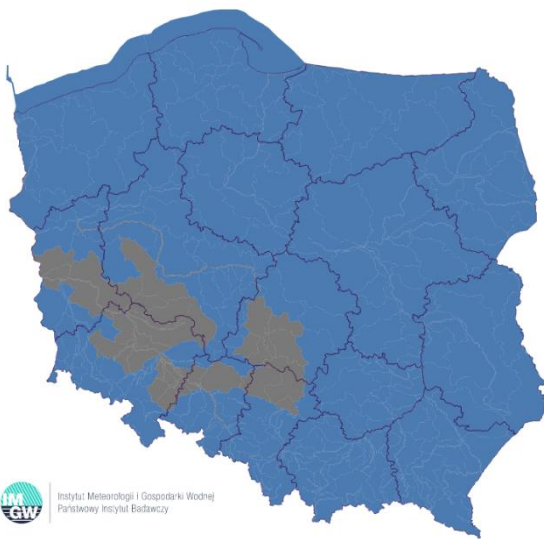 IM
GW
Instytut Meteorologii i Gospodarki Wodnej
Państwowy Instytut Badawczy